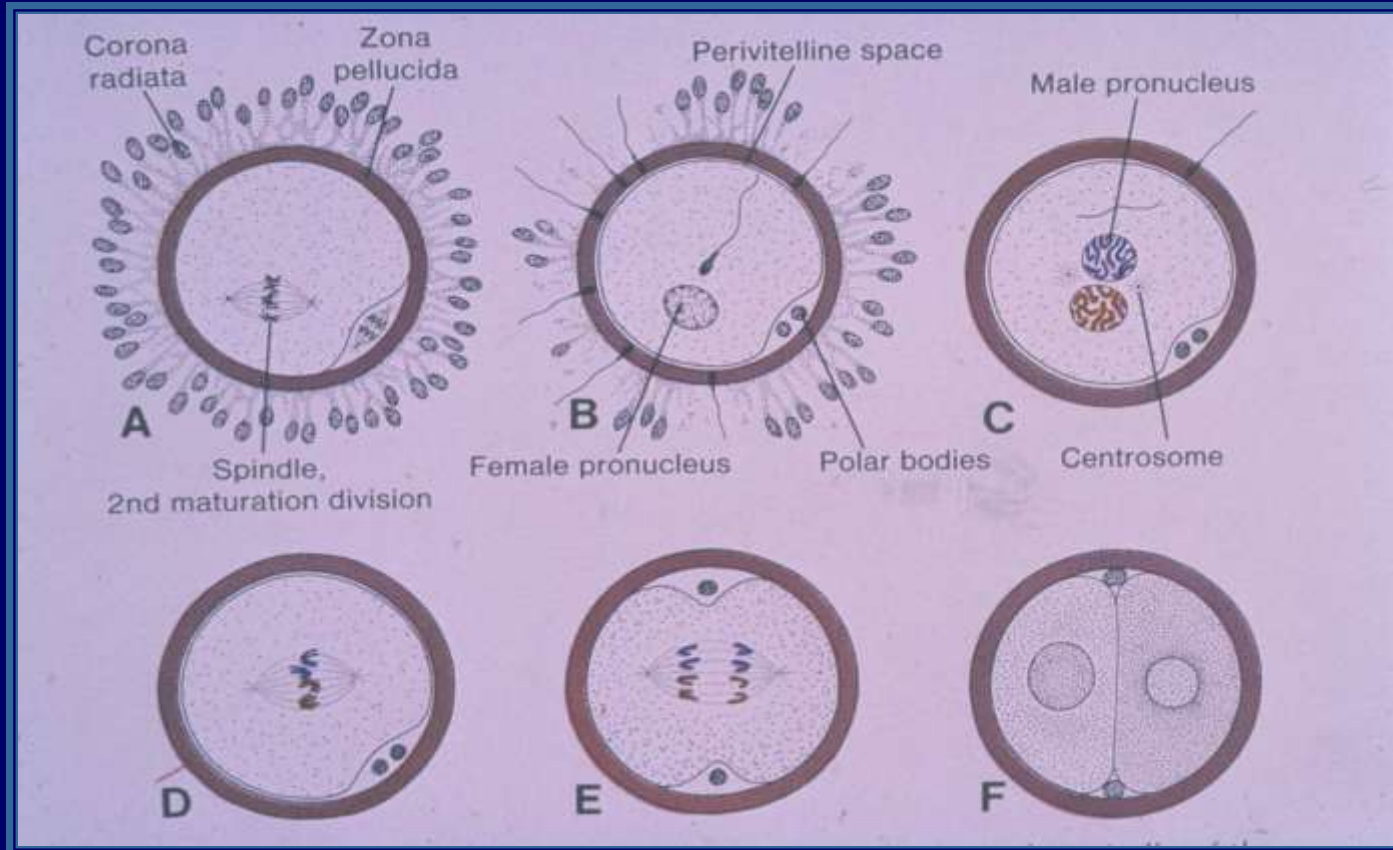 Corona
radiata
Zona
pellucida
Perivitelline space
Male pronucleus
A
B
C
Spindle,
2nd maturation division
Female pronucleus
Polar bodies
Centrosome
D
E
F